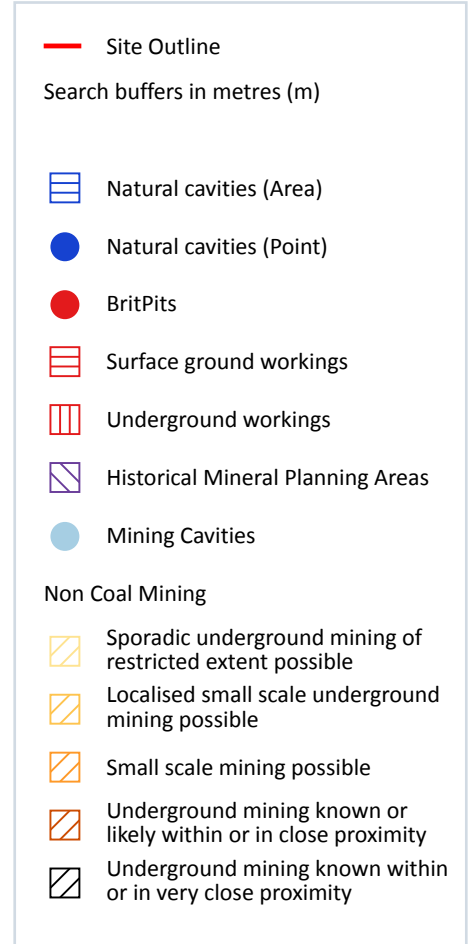 Site Outline
Search buffers in metres (m)
Natural cavities (Area)
Natural cavities (Point)
BritPits
Surface ground workings
Underground workings
Historical Mineral Planning Areas
Mining Cavities
Non Coal Mining
Sporadic underground mining of
restricted extent possible
Localised small scale underground
mining possible
Small scale mining possible
Underground mining known or
likely within or in close proximity
Underground mining known within
or in very close proximity